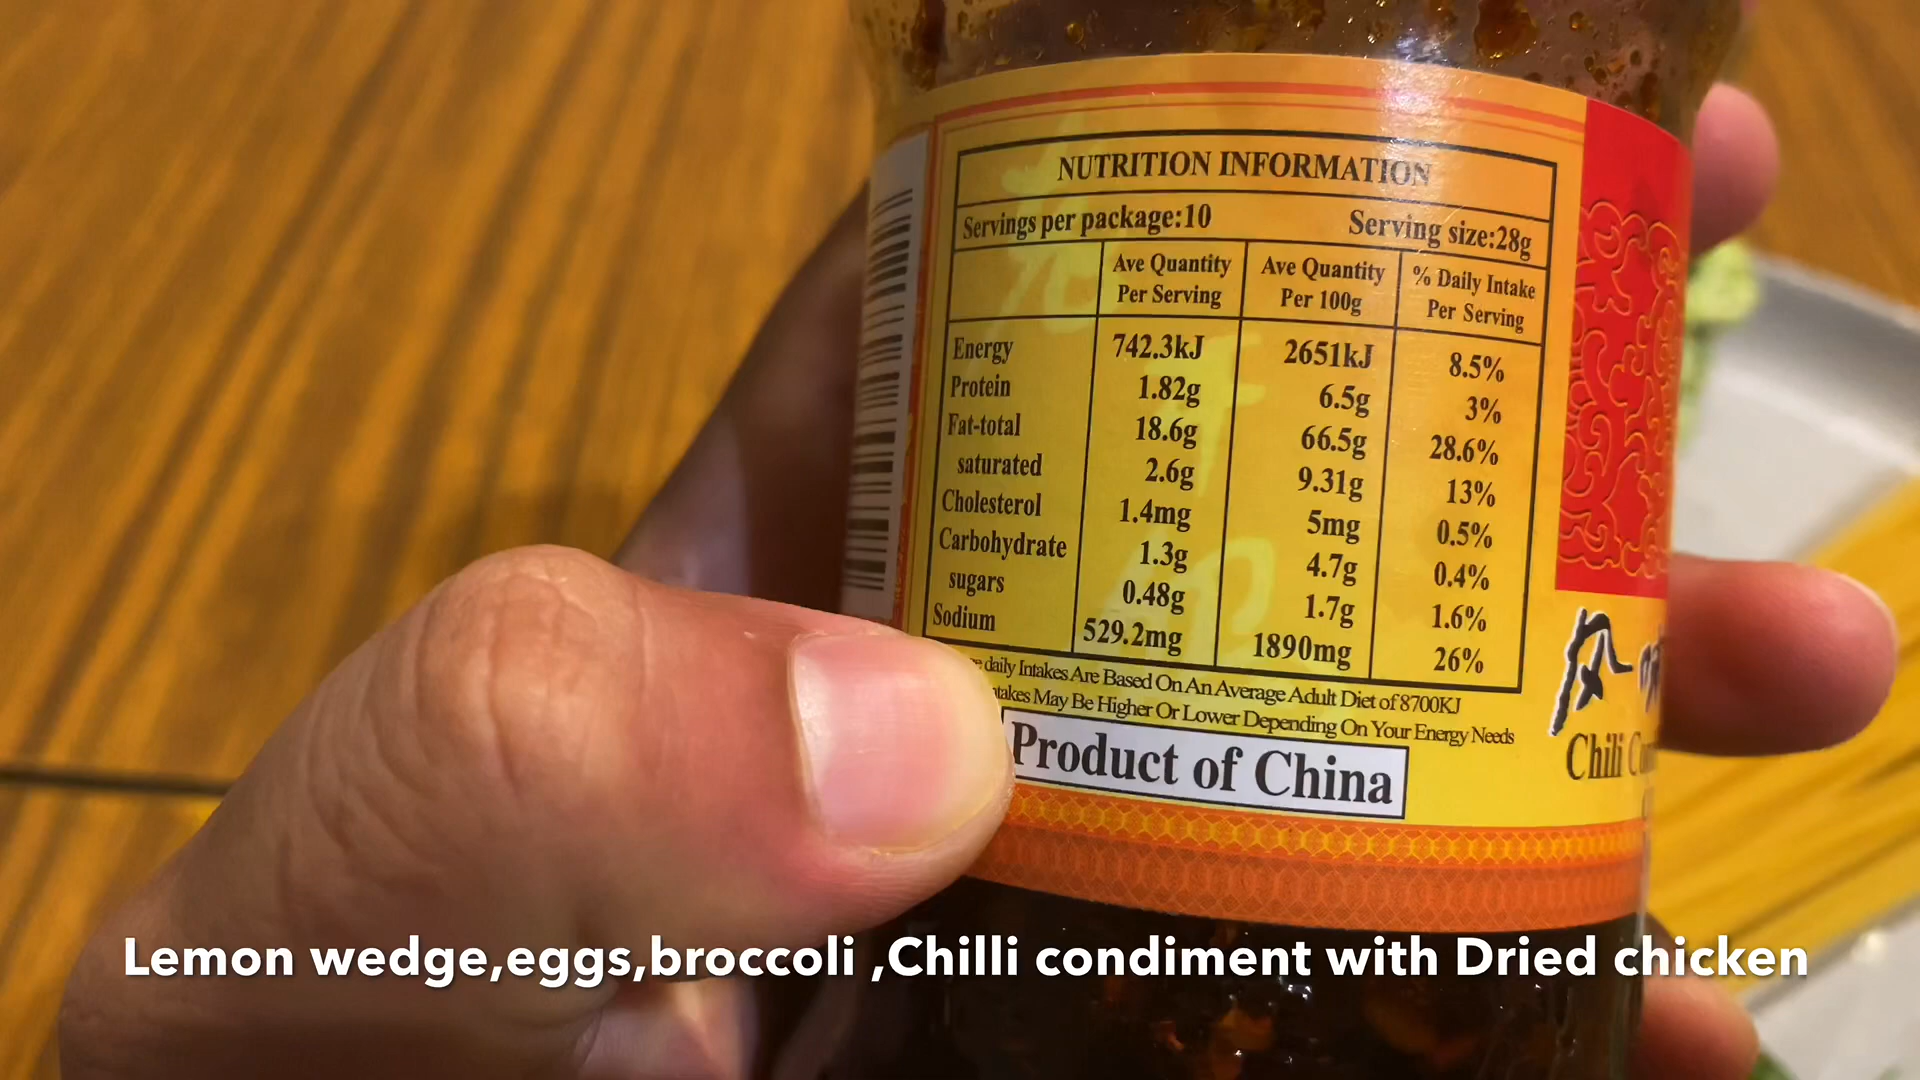 NUTRITION INFORMATION
Servings per package:10 Serving size:28g
Ave Quantity Per Serving Ave Quantity Per 100g % Daily Intake Per Serving
Energy 742.3kJ 2651kJ 8.5%
Protein 1.82g 6.5g 3%
Fat-total 18.6g 66.5g 28.6%
saturated 2.6g 9.31g 13%
Cholesterol 1.4mg 5mg 0.5%
Carbohydrate 1.3g 4.7g 0.4%
sugars 0.48g 1.7g 1.6%
Sodium 529.2mg 1890mg 26%
daily Intakes Are Based On An Average Adult Diet of 8700KJ
May Be Higher Or Lower Depending On Your Energy Needs
Product of China
Chili
Lemon wedge,eggs,broccoli ,Chilli condiment with Dried chicken